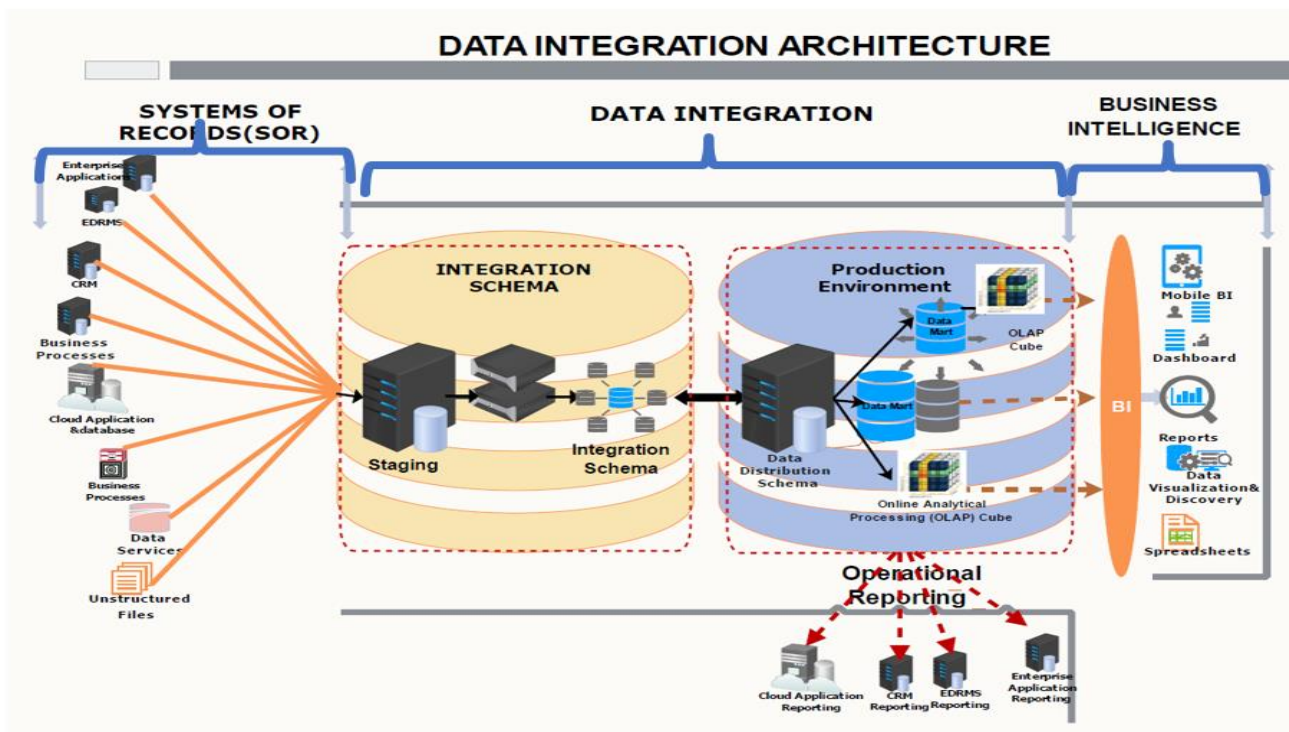 DATA INTEGRATION ARCHITECTURE
SYSTEMS OF
RECORDS(SOR)
DATA INTEGRATION
BUSINESS
INTELLIGENCE
Enterprise
Applications
EDRMS
CRM
Business
Processes
Cloud Application
&database
Business
Processes
Data
Services
Unstructured
Files
INTEGRATION
SCHEMA
Staging
Integration
Schema
Production
Environment
Data
Mart
OLAP
Cube
Data Mart
Data
Distribution
Schema
Online Analytical
Processing (OLAP) Cube
BI
Mobile BI
Dashboard
Reports
Data
Visualization&
Discovery
Spreadsheets
Operational
Reporting
Cloud Application
Reporting
CRM
Reporting
EDRMS
Reporting
Enterprise
Application
Reporting